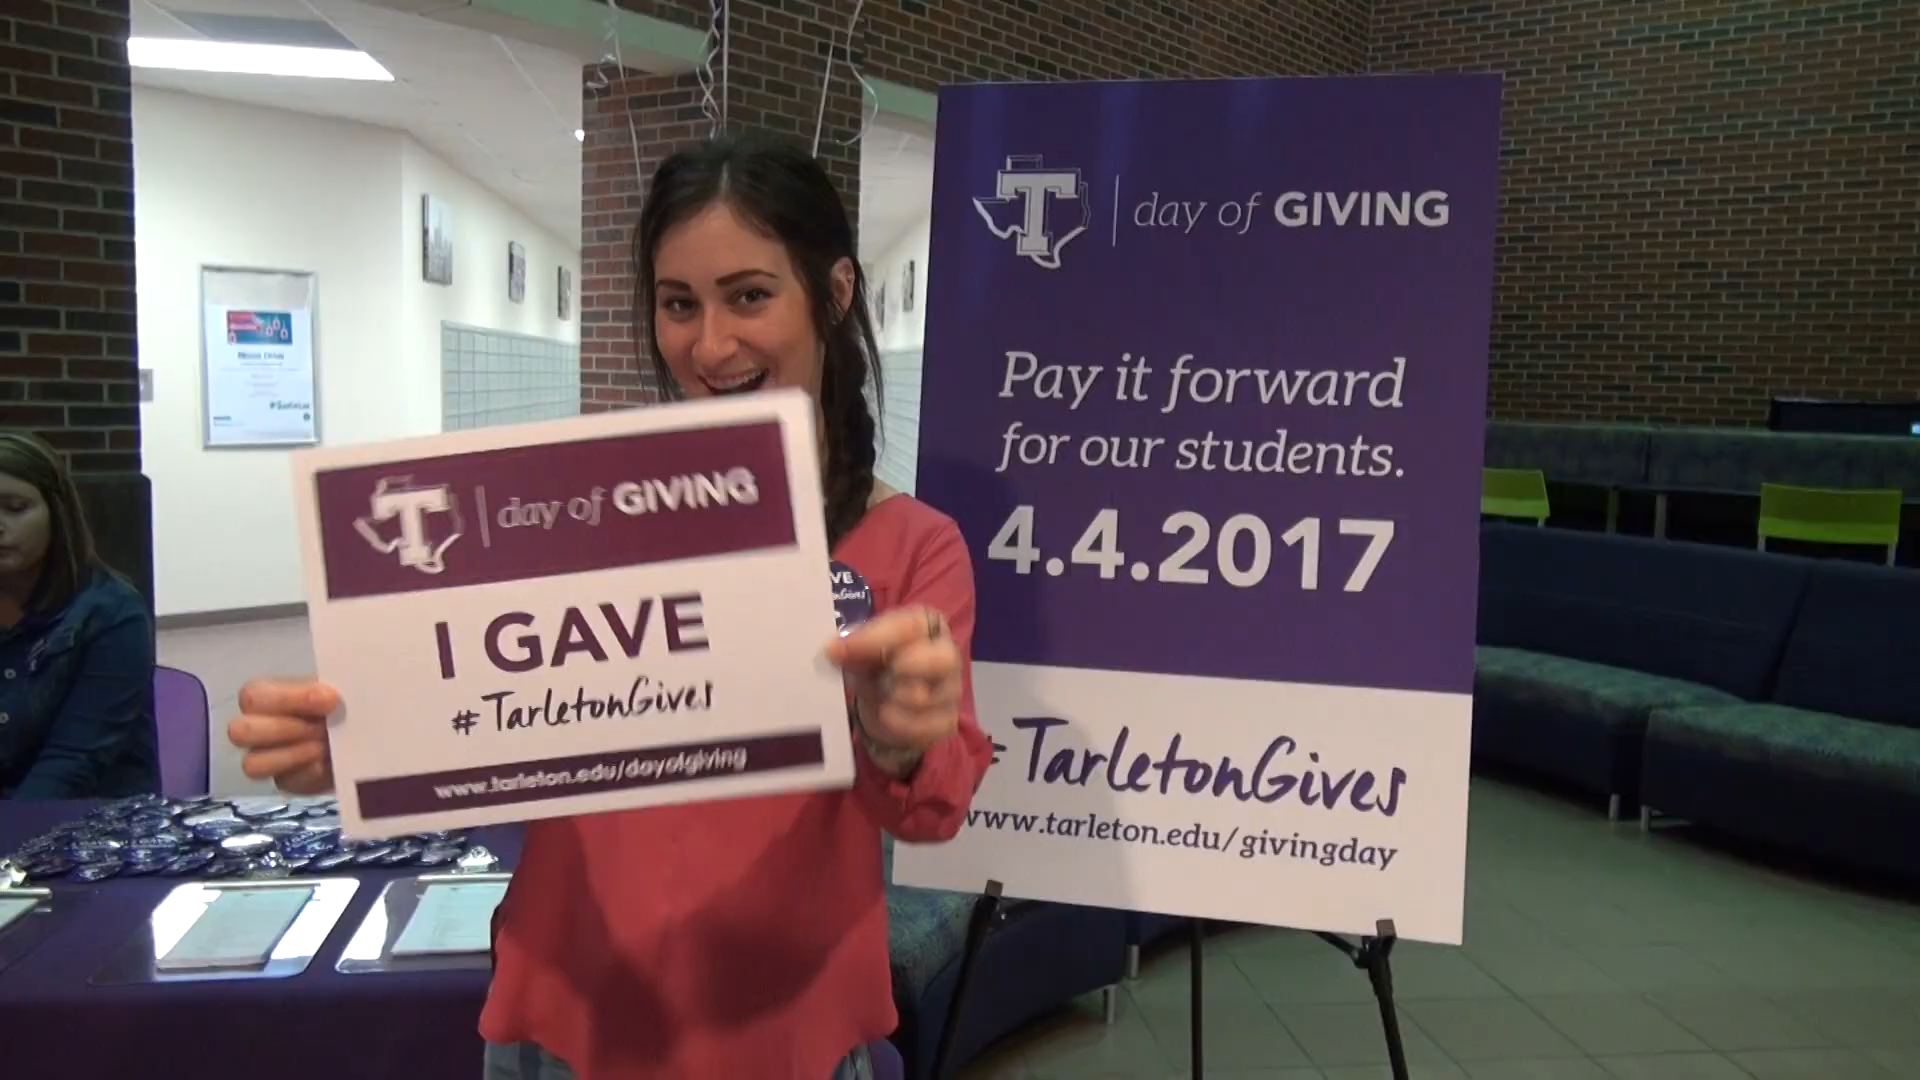 T | day of GIVING
I GAVE
#TarletonGives
www.tarleton.edu/dayofgiving
T | day of GIVING
Pay it forward
for our students.
4.4.2017
#TarletonGives
www.tarleton.edu/givingday